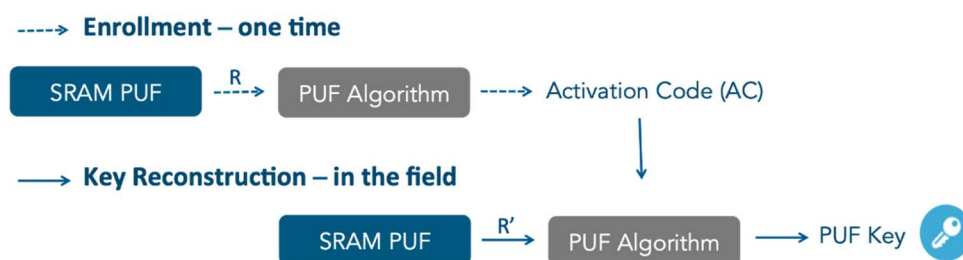 Enrollment – one time
SRAM PUF R PUF Algorithm Activation Code (AC)
Key Reconstruction – in the field
SRAM PUF R’ PUF Algorithm PUF Key